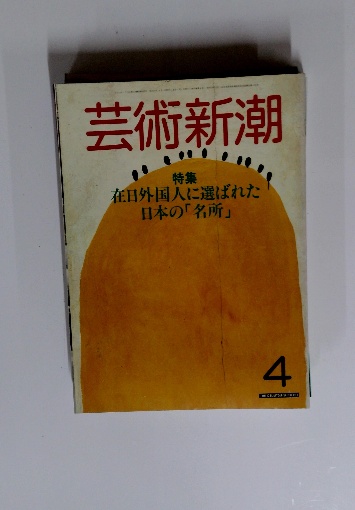 芸術新潮
特集
在日外国人に選ばれた
日本の「名所」
4